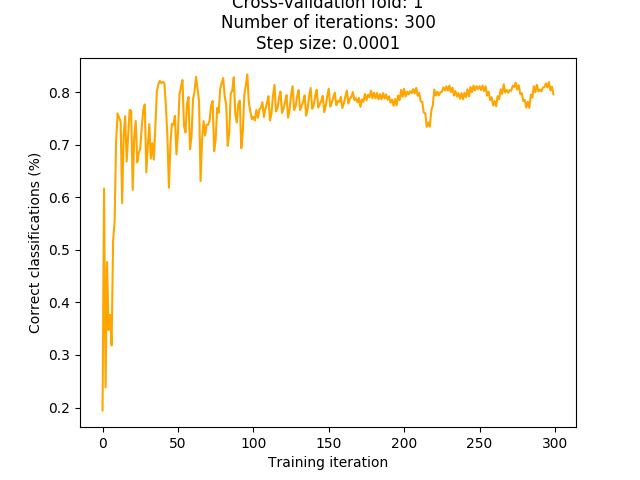 Cross-validation fold: 1
Number of iterations: 300
Step size: 0.0001
0.8
0.7
0.6
0.5
0.4
0.3
0.2
Correct classifications (%)
0 50 100 150 200 250 300
Training iteration